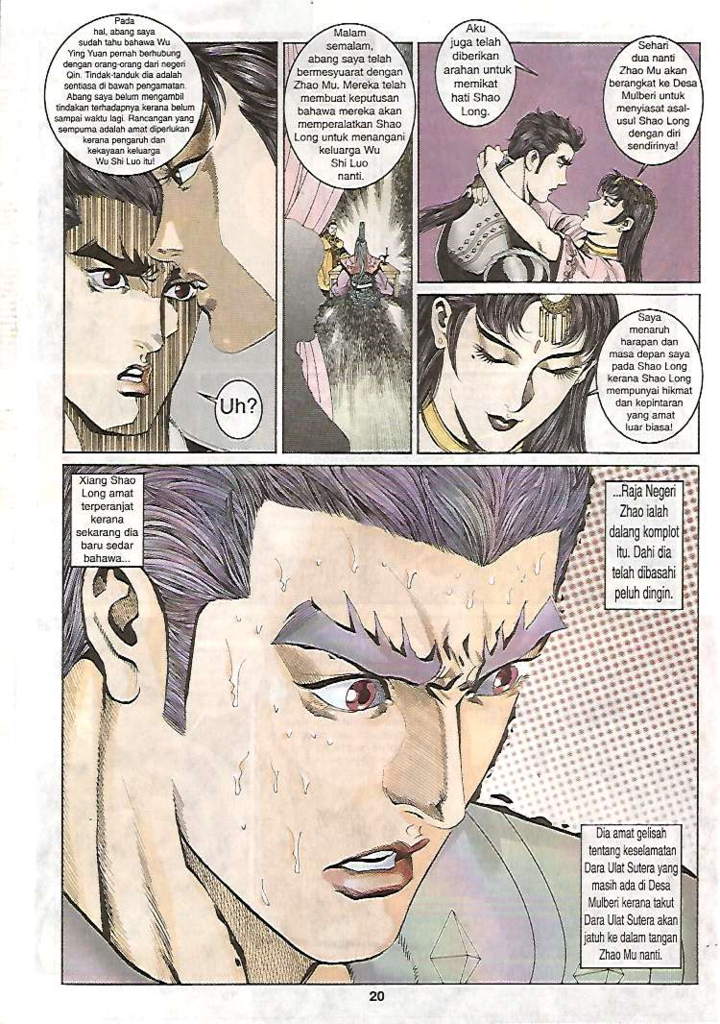 Pada
hal, abang saya
sudah tahu bahawa Wu
Ying Yuan pernah berhubung
dengan orang-orang dari negeri
Qin. Tindak-tanduk dia adalah
sentiasa di bawah pengamatan.
Abang saya belum mengambil
tindakan terhadapnya kerana belum
sampai waktu lagi. Rancangan yang
sempurna adalah amat diperlukan
kerana pengaruh dan
kekayaan keluarga
Wu Shi Luo itu!
Uh?
Malam
semalam,
abang saya telah
bermesyuarat dengan
Zhao Mu. Mereka telah
membuat keputusan
bahawa mereka akan
memperalatkan Shao
Long untuk menangani
keluarga Wu
Shi Luo
nanti.
Aku
juga telah
diberikan
arahan untuk
memikat
hati Shao
Long.
Sehari
dua nanti
Zhao Mu akan
berangkat ke Desa
Mulberi untuk
menyiasat asal-
usul Shao Long
dengan diri
sendirinya!
Saya
menaruh
harapan dan
masa depan saya
pada Shao Long
kerana Shao Long
mempunyai hikmat
dan kepintaran
yang amat
luar biasa!
Xiang Shao
Long amat
terperanjat
kerana
sekarang dia
baru sedar
bahawa...
...Raja Negeri
Zhao ialah
dalang komplot
itu. Dahi dia
telah dibasahi
peluh dingin.
Dia amat gelisah
tentang keselamatan
Dara Ulat Sutera yang
masih ada di Desa
Mulberi kerana takut
Dara Ulat Sutera akan
jatuh ke dalam tangan
Zhao Mu nanti.
20